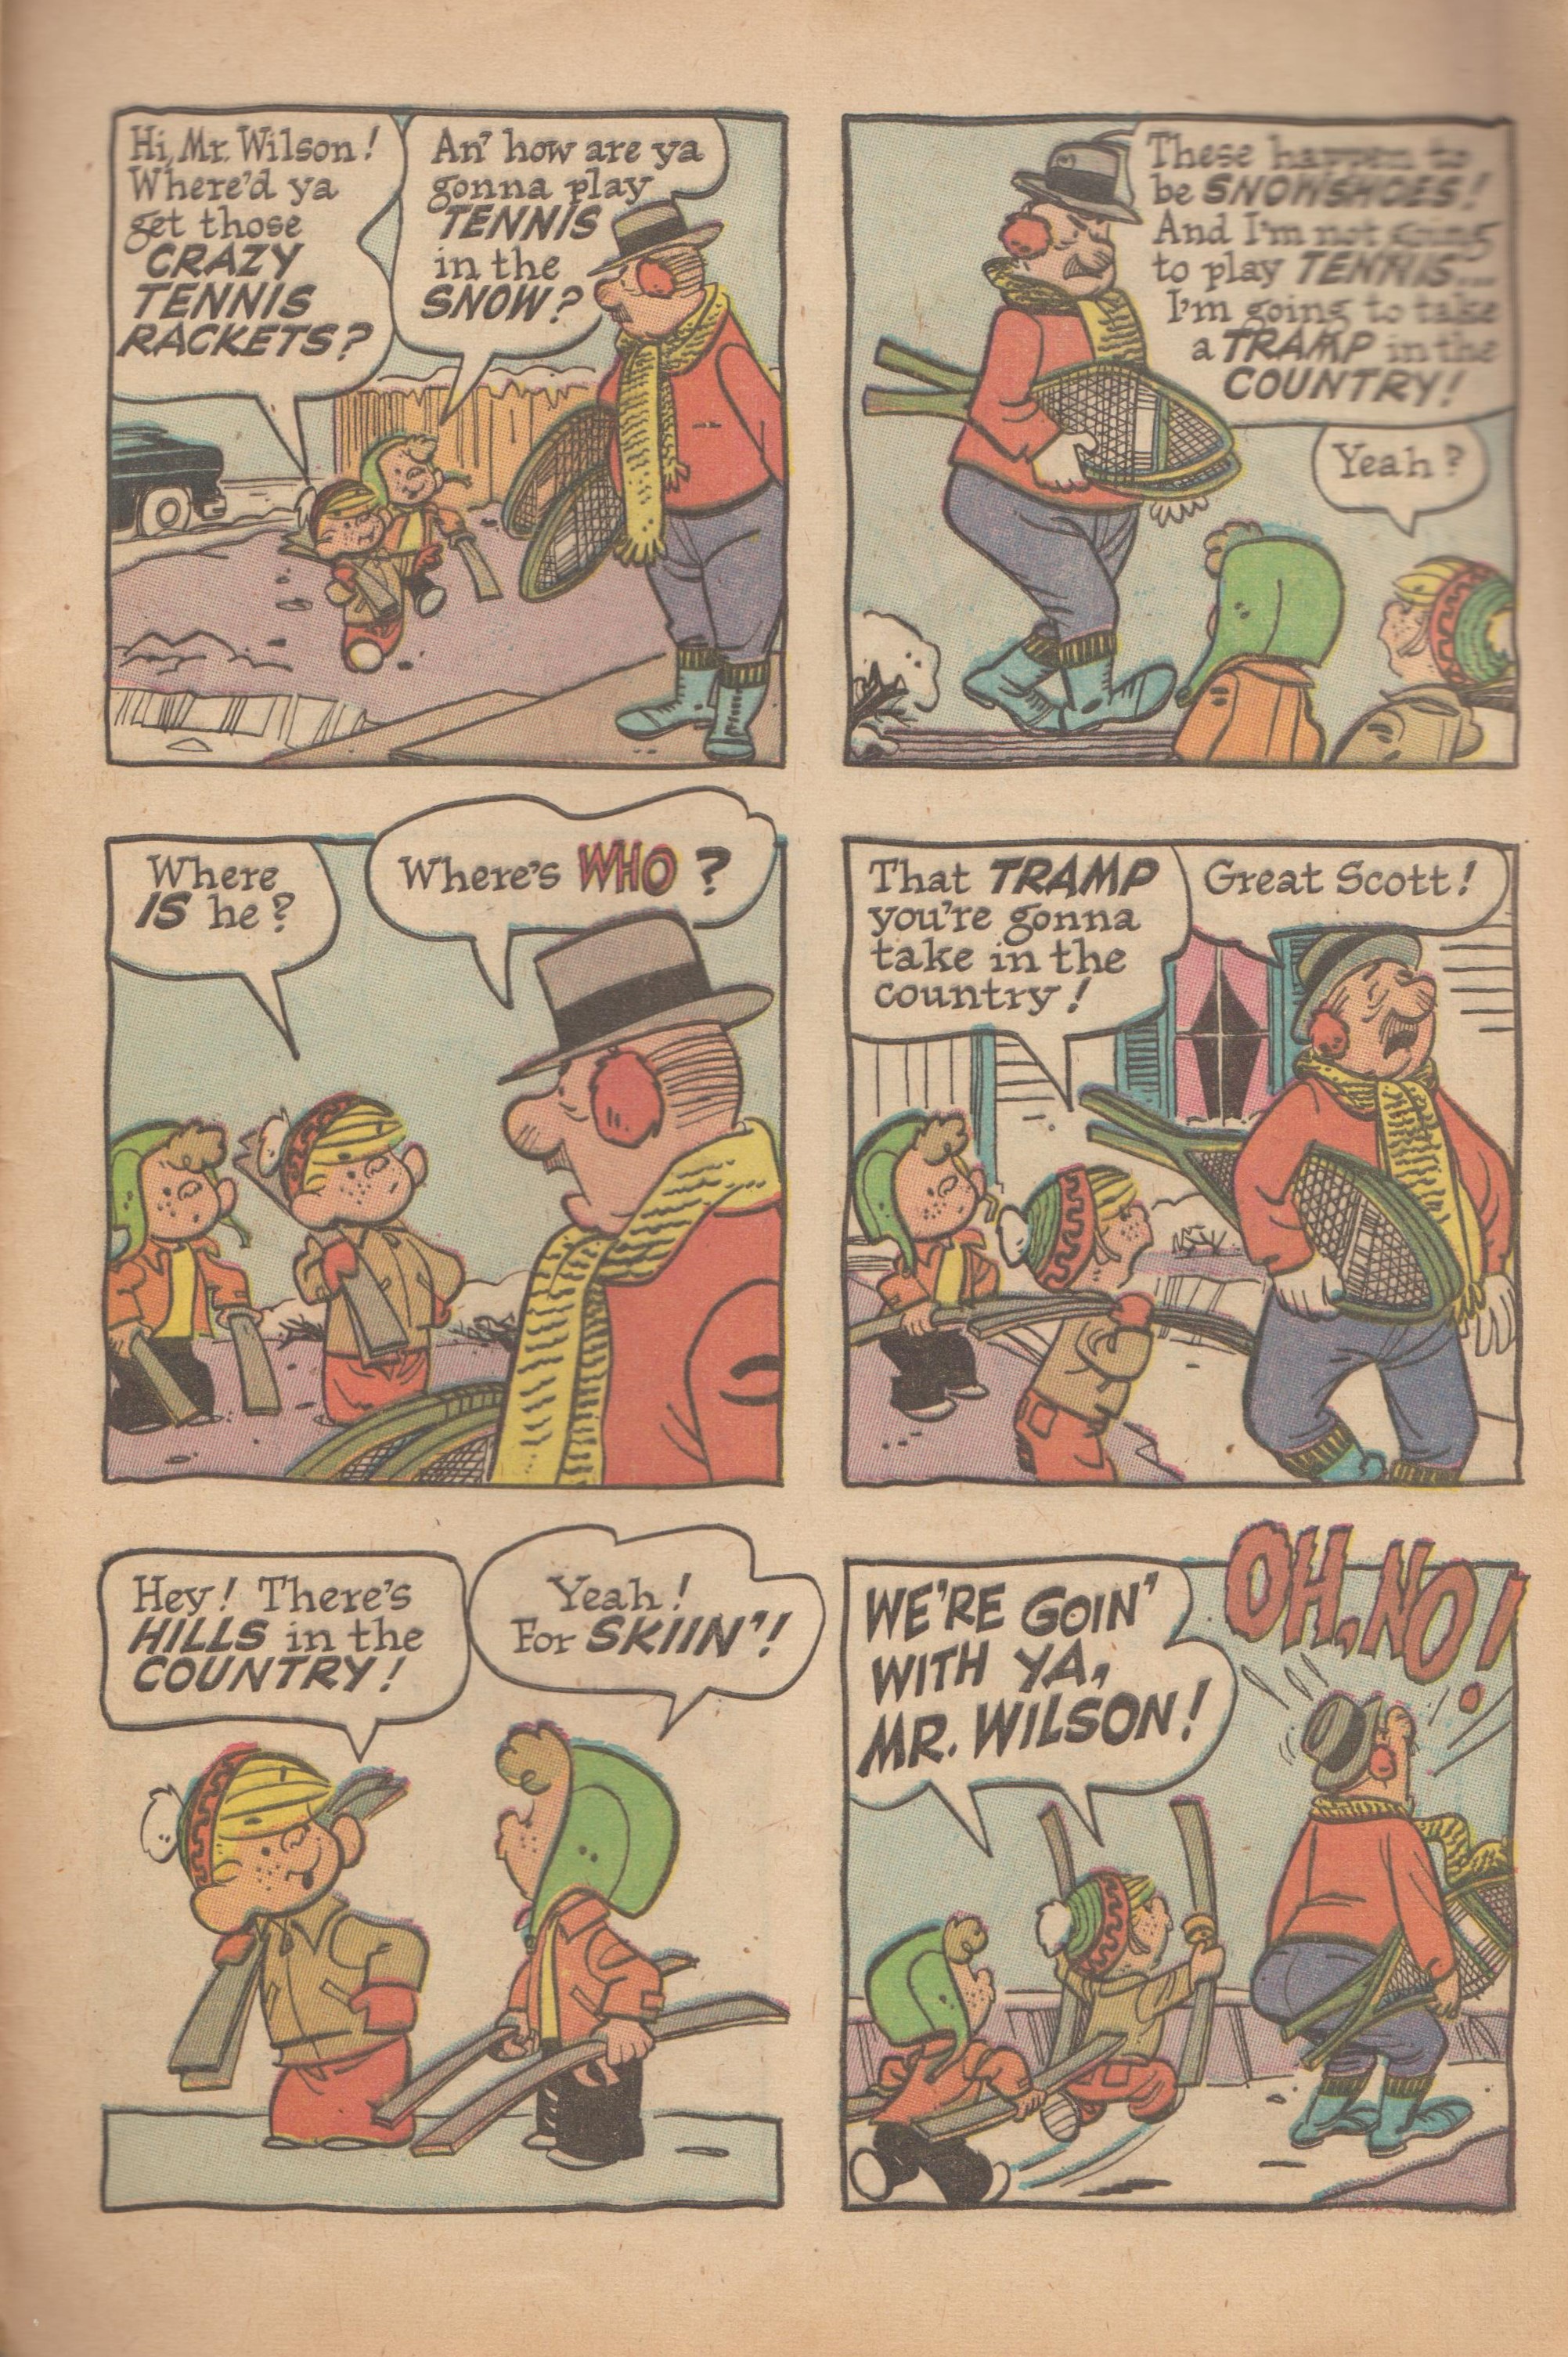 Hi, Mr. Wilson!
Where'd ya
get those
CRAZY
TENNIS
RACKETS?
An' how are ya
gonna play
TENNIS
in the
SNOW?
These happen to
be SNOWSHOES!
And I'm not going
to play TENNIS...
I'm going to take
a TRAMP in the
COUNTRY!
Yeah?
Where
IS he?
Where's WHO?
That TRAMP
you're gonna
take in the
country!
Great Scott!
Hey! There's
HILLS in the
COUNTRY!
Yeah!
For SKIIN'!
WE'RE GOIN'
WITH YA,
MR. WILSON!
OH, NO!